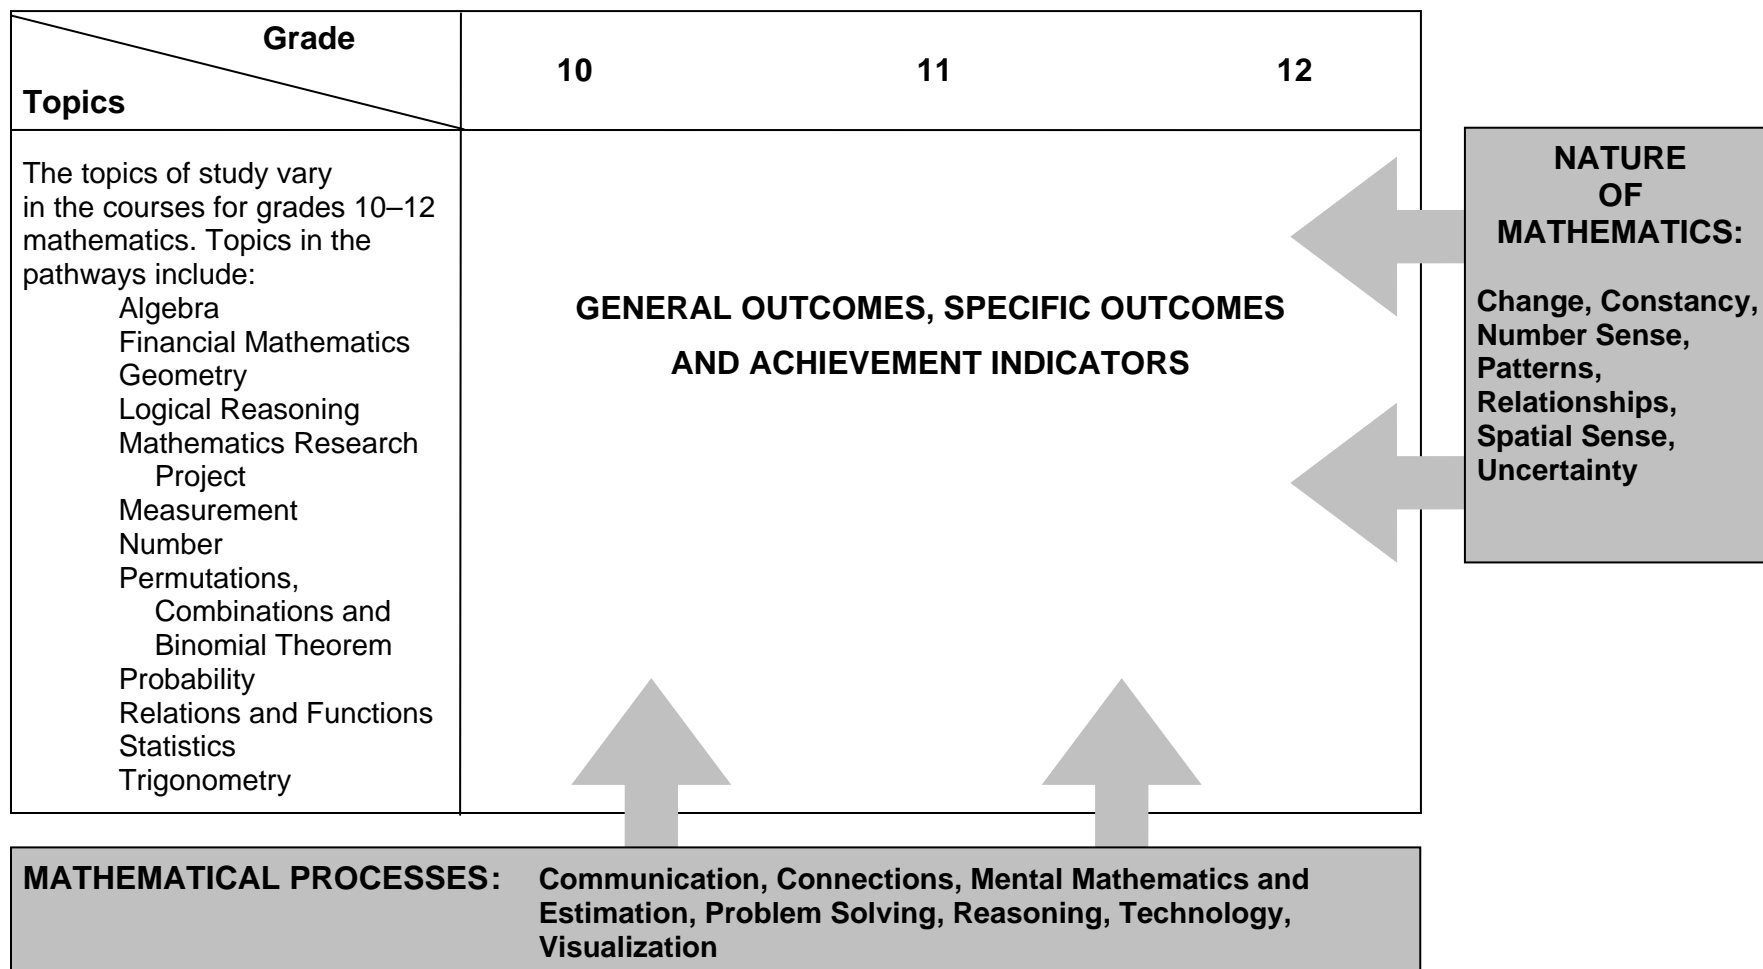 Grade
10 11 12
Topics
The topics of study vary
in the courses for grades 10–12
mathematics. Topics in the
pathways include:
Algebra
Financial Mathematics
Geometry
Logical Reasoning
Mathematics Research
Project
Measurement
Number
Permutations,
Combinations and
Binomial Theorem
Probability
Relations and Functions
Statistics
Trigonometry
GENERAL OUTCOMES, SPECIFIC OUTCOMES
AND ACHIEVEMENT INDICATORS
NATURE
OF
MATHEMATICS:
Change, Constancy,
Number Sense,
Patterns,
Relationships,
Spatial Sense,
Uncertainty
MATHEMATICAL PROCESSES: Communication, Connections, Mental Mathematics and
Estimation, Problem Solving, Reasoning, Technology,
Visualization